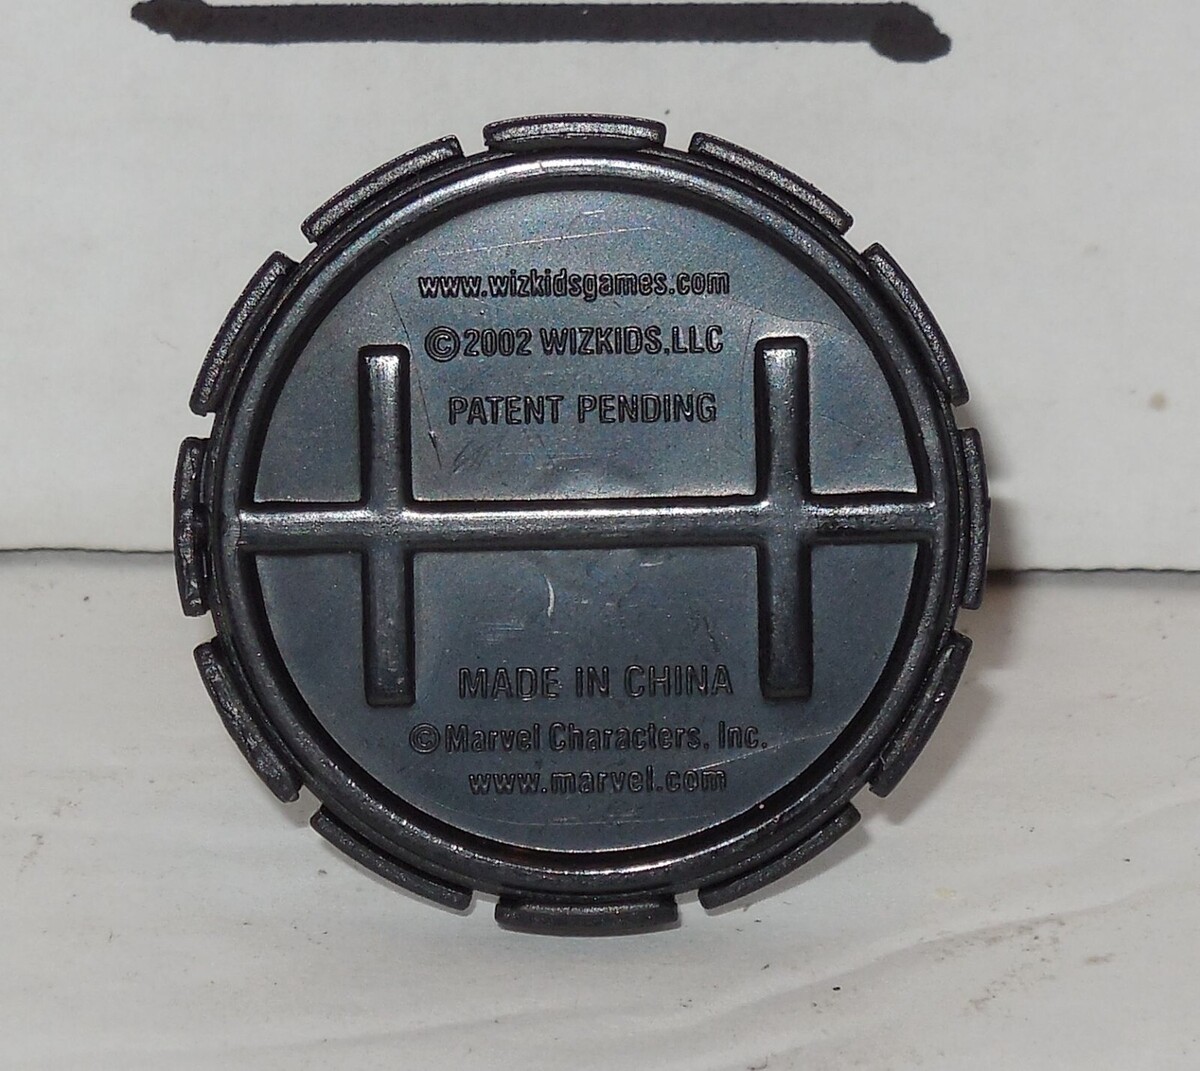 www.wizkidsgames.com
©2002 WIZKIDS, LLC
PATENT PENDING
MADE IN CHINA
©Marvel Characters, Inc.
www.marvel.com